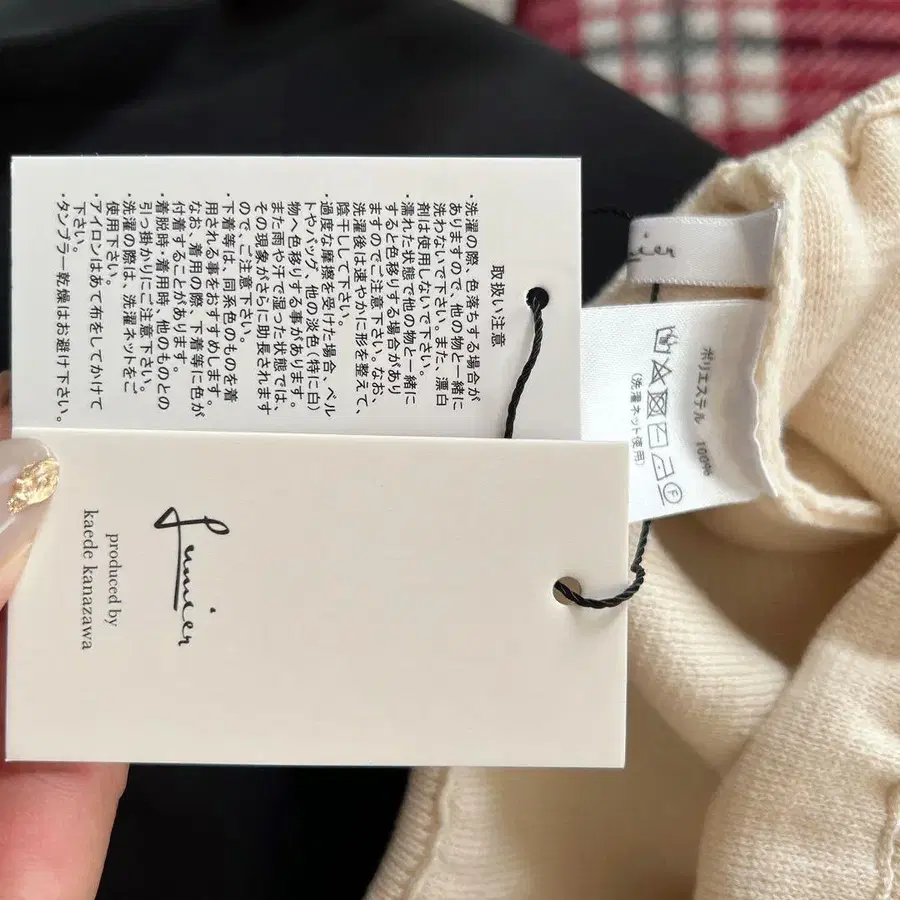 取扱い注意
・洗濯の際、色落ちする場合が
ありますので、他の物と一緒に
洗わないで下さい。また、漂白
剤は使用しないで下さい。
・濡れた状態で他の物と一緒に
すると色移りする場合があり
ますのでご注意下さい。なお、
洗濯後は速やかに形を整えて、
陰干しして下さい。
・過度な摩擦を受けた場合、ベル
トやバッグ、他の淡色(特に白)
物へ色移りする事があります。
また雨や汗で湿った状態では、
その現象がさらに助長されます
ので、ご注意下さい。
・下着等は、同系色のものを着
用される事をおすすめします。
なお、着用の際、下着等に色が
付着することがあります。
・着脱時・着用時、他のものとの
引っ掛かりにご注意下さい。
・洗濯の際は、洗濯ネットをご
使用下さい。
・アイロンはあて布をしてかけて
下さい。
・タンブラー乾燥はお避け下さい。
lumier
produced by
kaede kanazawa
ポリエステル 100%
F
(洗濯ネット使用)